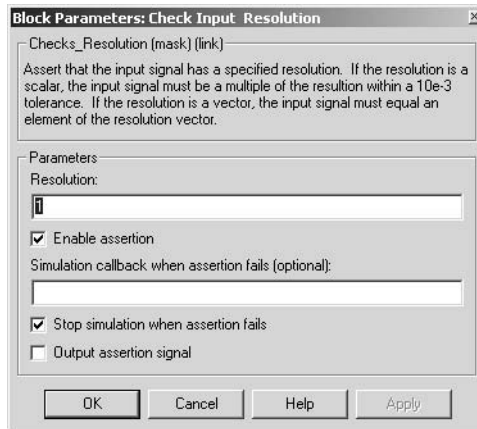 Block Parameters: Check Input Resolution
Checks_Resolution (mask) (link)
Assert that the input signal has a specified resolution. If the resolution is a
scalar, the input signal must be a multiple of the resultion within a 10e-3
tolerance. If the resolution is a vector, the input signal must equal an
element of the resolution vector.
Parameters
Resolution:
1
Enable assertion
Simulation callback when assertion fails (optional):
Stop simulation when assertion fails
Output assertion signal
OK Cancel Help Apply